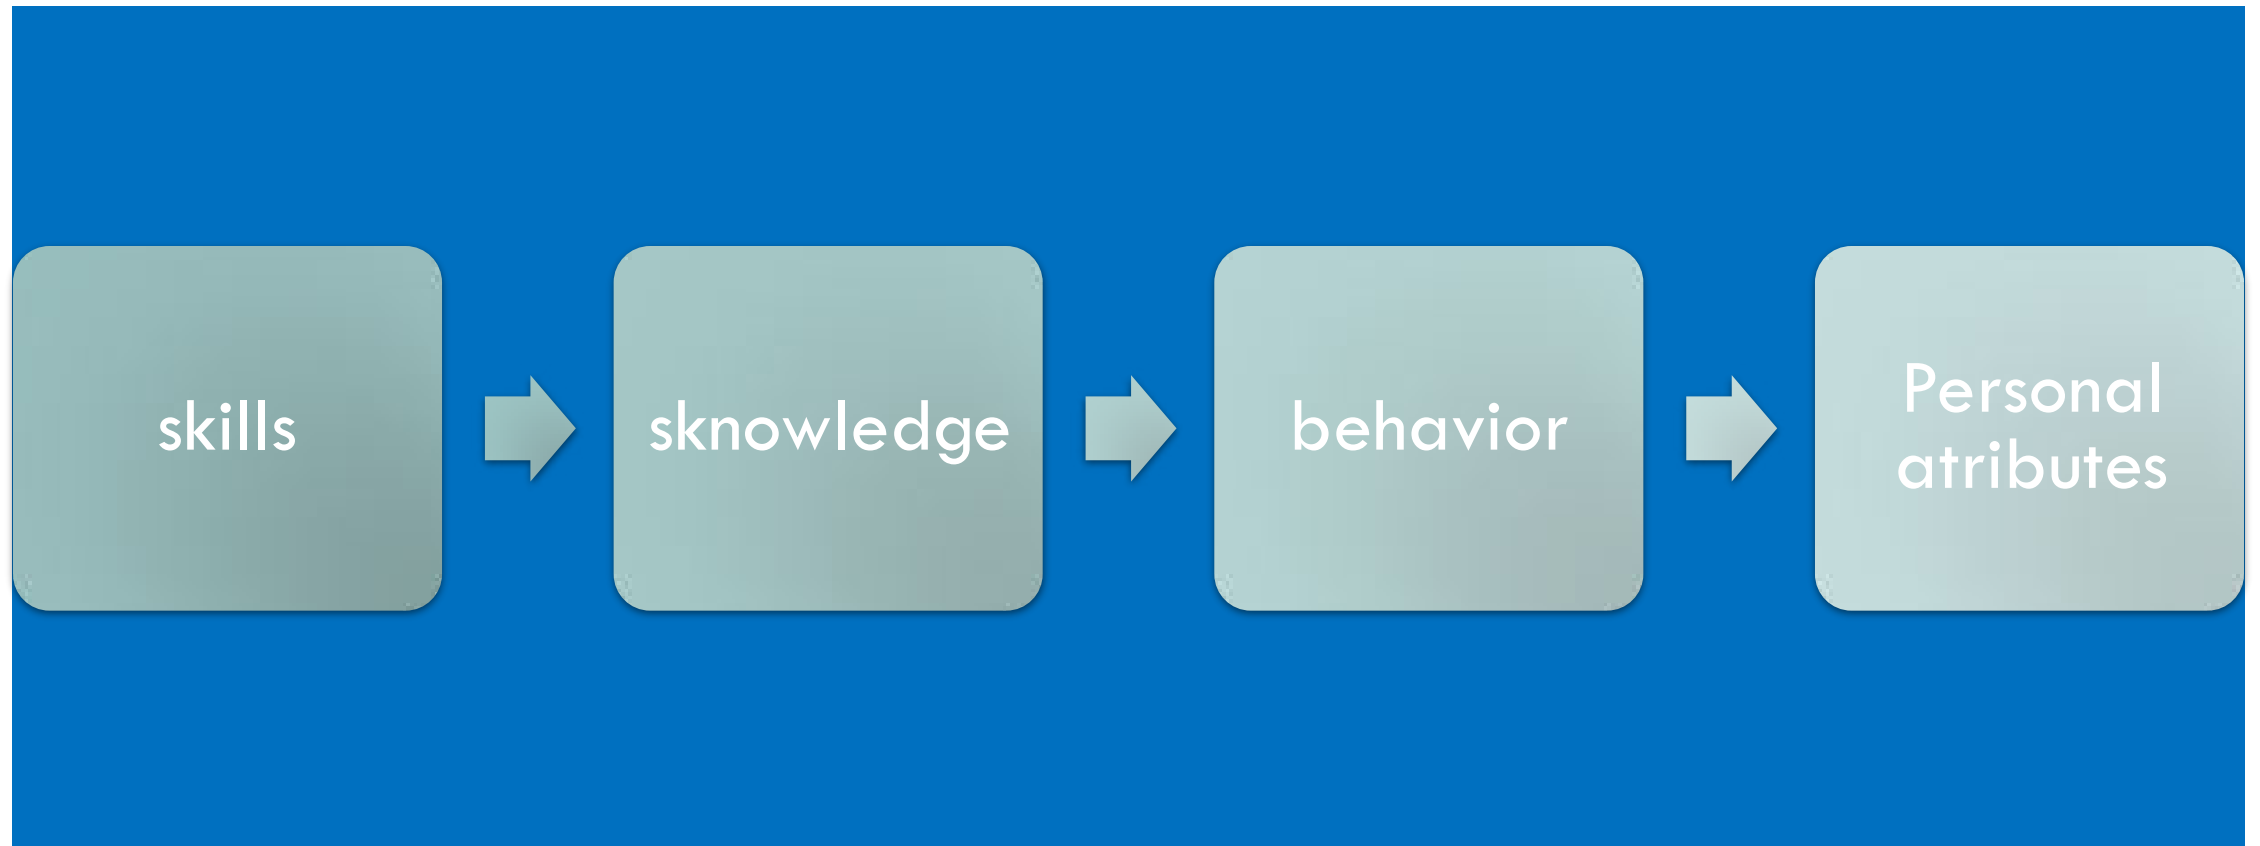 skills
sknowledge
behavior
Personal
atributes